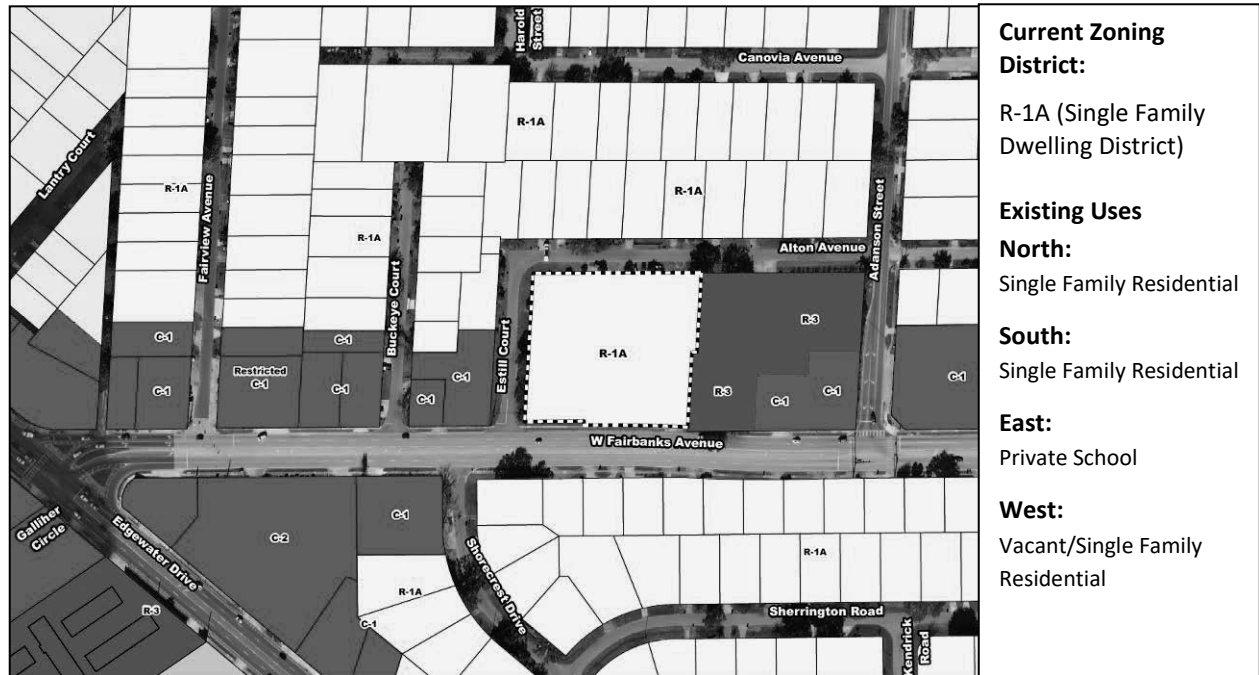 Harold
Street
Canovia Avenue
R-1A
Lantry Court
R-1A
R-1A
Fairview Avenue
R-1A
Buckeye Court
Alton Avenue
Adanson Street
R-3
C-1
C-1
Estill Court
R-1A
C-1
Restricted
C-1
C-1
C-1
C-1
R-3
C-1
C-1
C-1
W Fairbanks Avenue
Galliher
Circle
Edgewater Drive
C-2
C-1
Shorecrest Drive
R-1A
R-1A
R-3
C-1
Sherrington Road
Kendrick
Road
Current Zoning
District:
R-1A (Single Family
Dwelling District)
Existing Uses
North:
Single Family Residential
South:
Single Family Residential
East:
Private School
West:
Vacant/Single Family
Residential